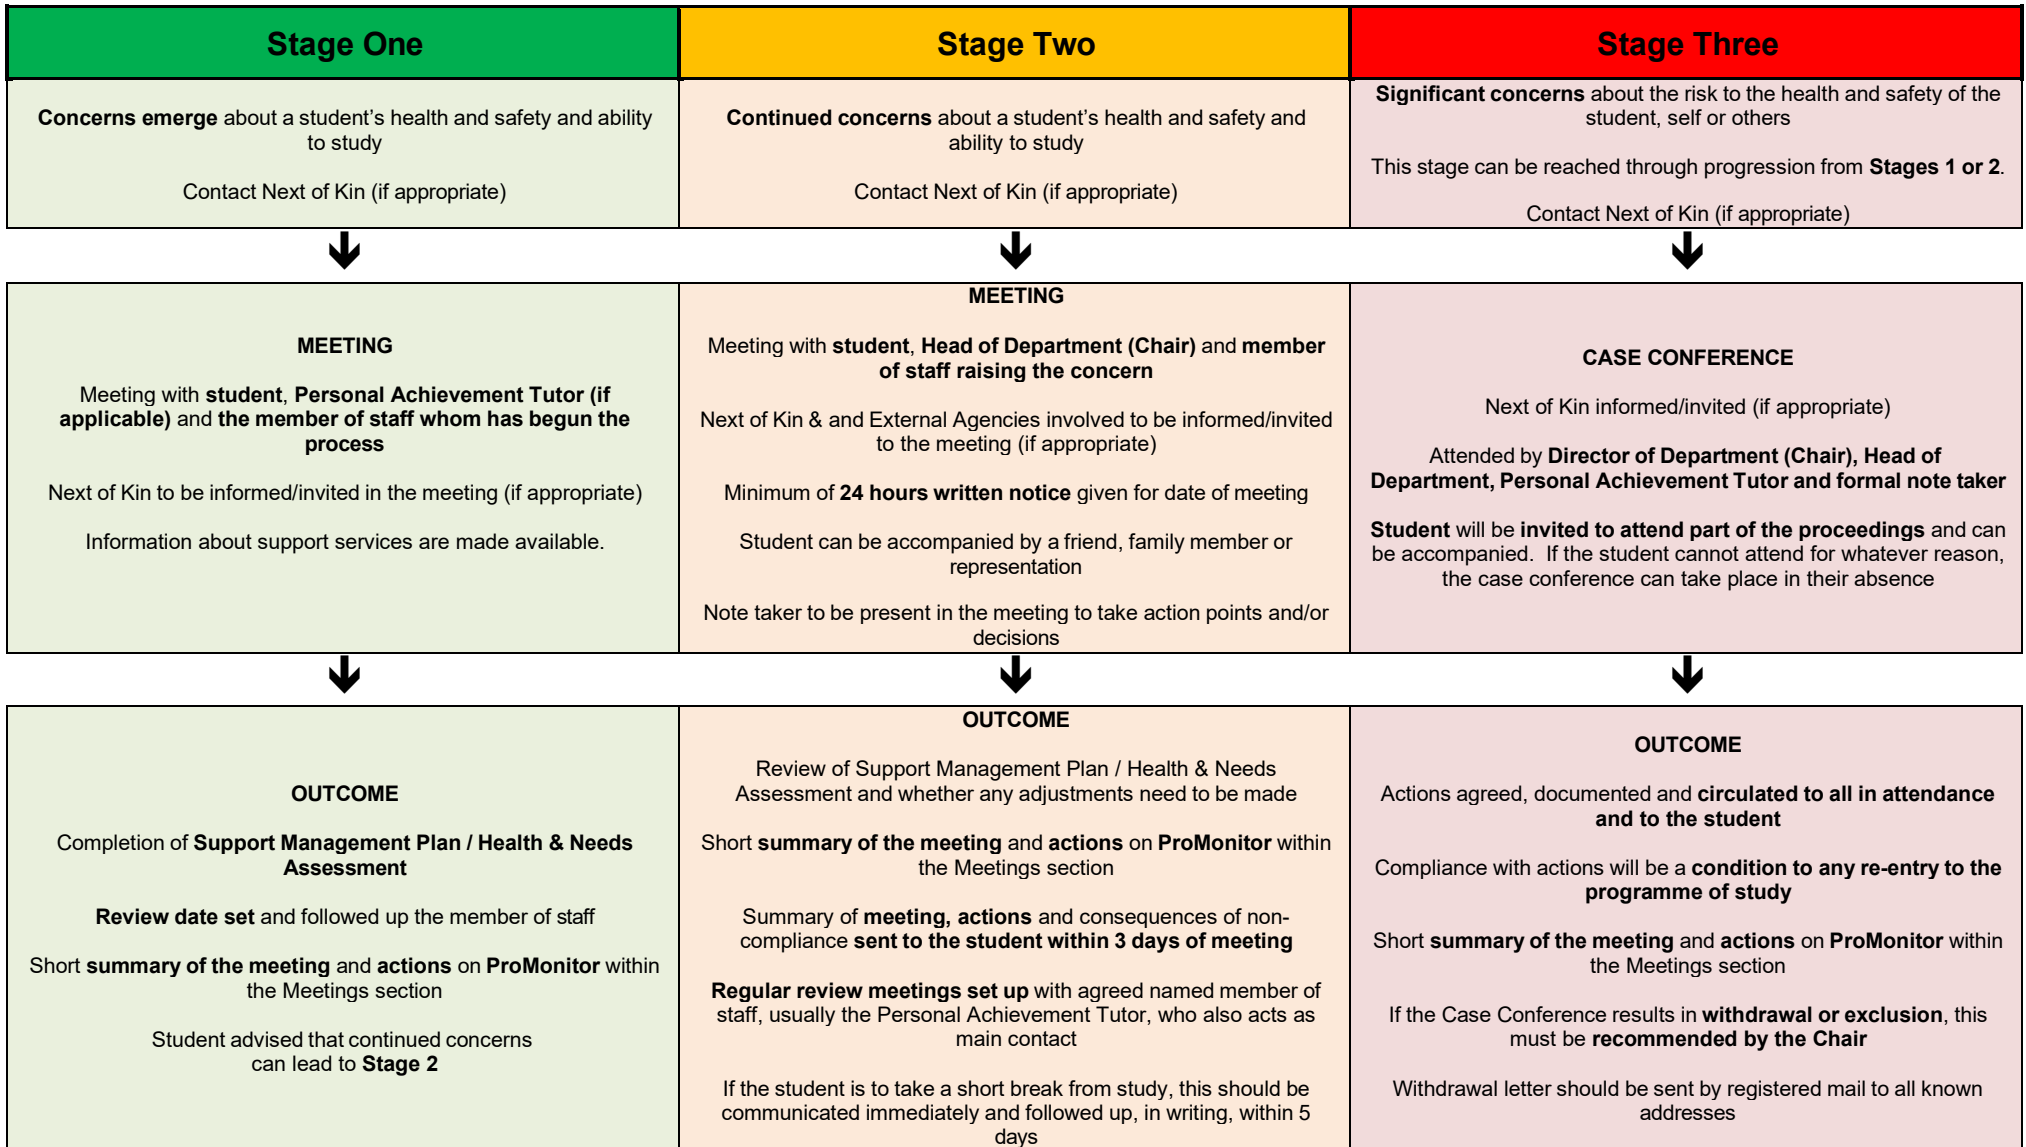 Stage One
Stage Two
Stage Three
Concerns emerge about a student’s health and safety and ability
to study
Contact Next of Kin (if appropriate)
Continued concerns about a student’s health and safety and
ability to study
Contact Next of Kin (if appropriate)
Significant concerns about the risk to the health and safety of the
student, self or others
This stage can be reached through progression from Stages 1 or 2.
Contact Next of Kin (if appropriate)
MEETING
Meeting with student, Personal Achievement Tutor (if
applicable) and the member of staff whom has begun the
process
Next of Kin to be informed/invited in the meeting (if appropriate)
Information about support services are made available.
MEETING
Meeting with student, Head of Department (Chair) and member
of staff raising the concern
Next of Kin & and External Agencies involved to be informed/invited
to the meeting (if appropriate)
Minimum of 24 hours written notice given for date of meeting
Student can be accompanied by a friend, family member or
representation
Note taker to be present in the meeting to take action points and/or
decisions
CASE CONFERENCE
Next of Kin informed/invited (if appropriate)
Attended by Director of Department (Chair), Head of
Department, Personal Achievement Tutor and formal note taker
Student will be invited to attend part of the proceedings and can
be accompanied. If the student cannot attend for whatever reason,
the case conference can take place in their absence
OUTCOME
Completion of Support Management Plan / Health & Needs
Assessment
Review date set and followed up the member of staff
Short summary of the meeting and actions on ProMonitor within
the Meetings section
Student advised that continued concerns
can lead to Stage 2
OUTCOME
Review of Support Management Plan / Health & Needs
Assessment and whether any adjustments need to be made
Short summary of the meeting and actions on ProMonitor within
the Meetings section
Summary of meeting, actions and consequences of non-
compliance sent to the student within 3 days of meeting
Regular review meetings set up with agreed named member of
staff, usually the Personal Achievement Tutor, who also acts as
main contact
If the student is to take a short break from study, this should be
communicated immediately and followed up, in writing, within 5
days
OUTCOME
Actions agreed, documented and circulated to all in attendance
and to the student
Compliance with actions will be a condition to any re-entry to the
programme of study
Short summary of the meeting and actions on ProMonitor within
the Meetings section
If the Case Conference results in withdrawal or exclusion, this
must be recommended by the Chair
Withdrawal letter should be sent by registered mail to all known
addresses